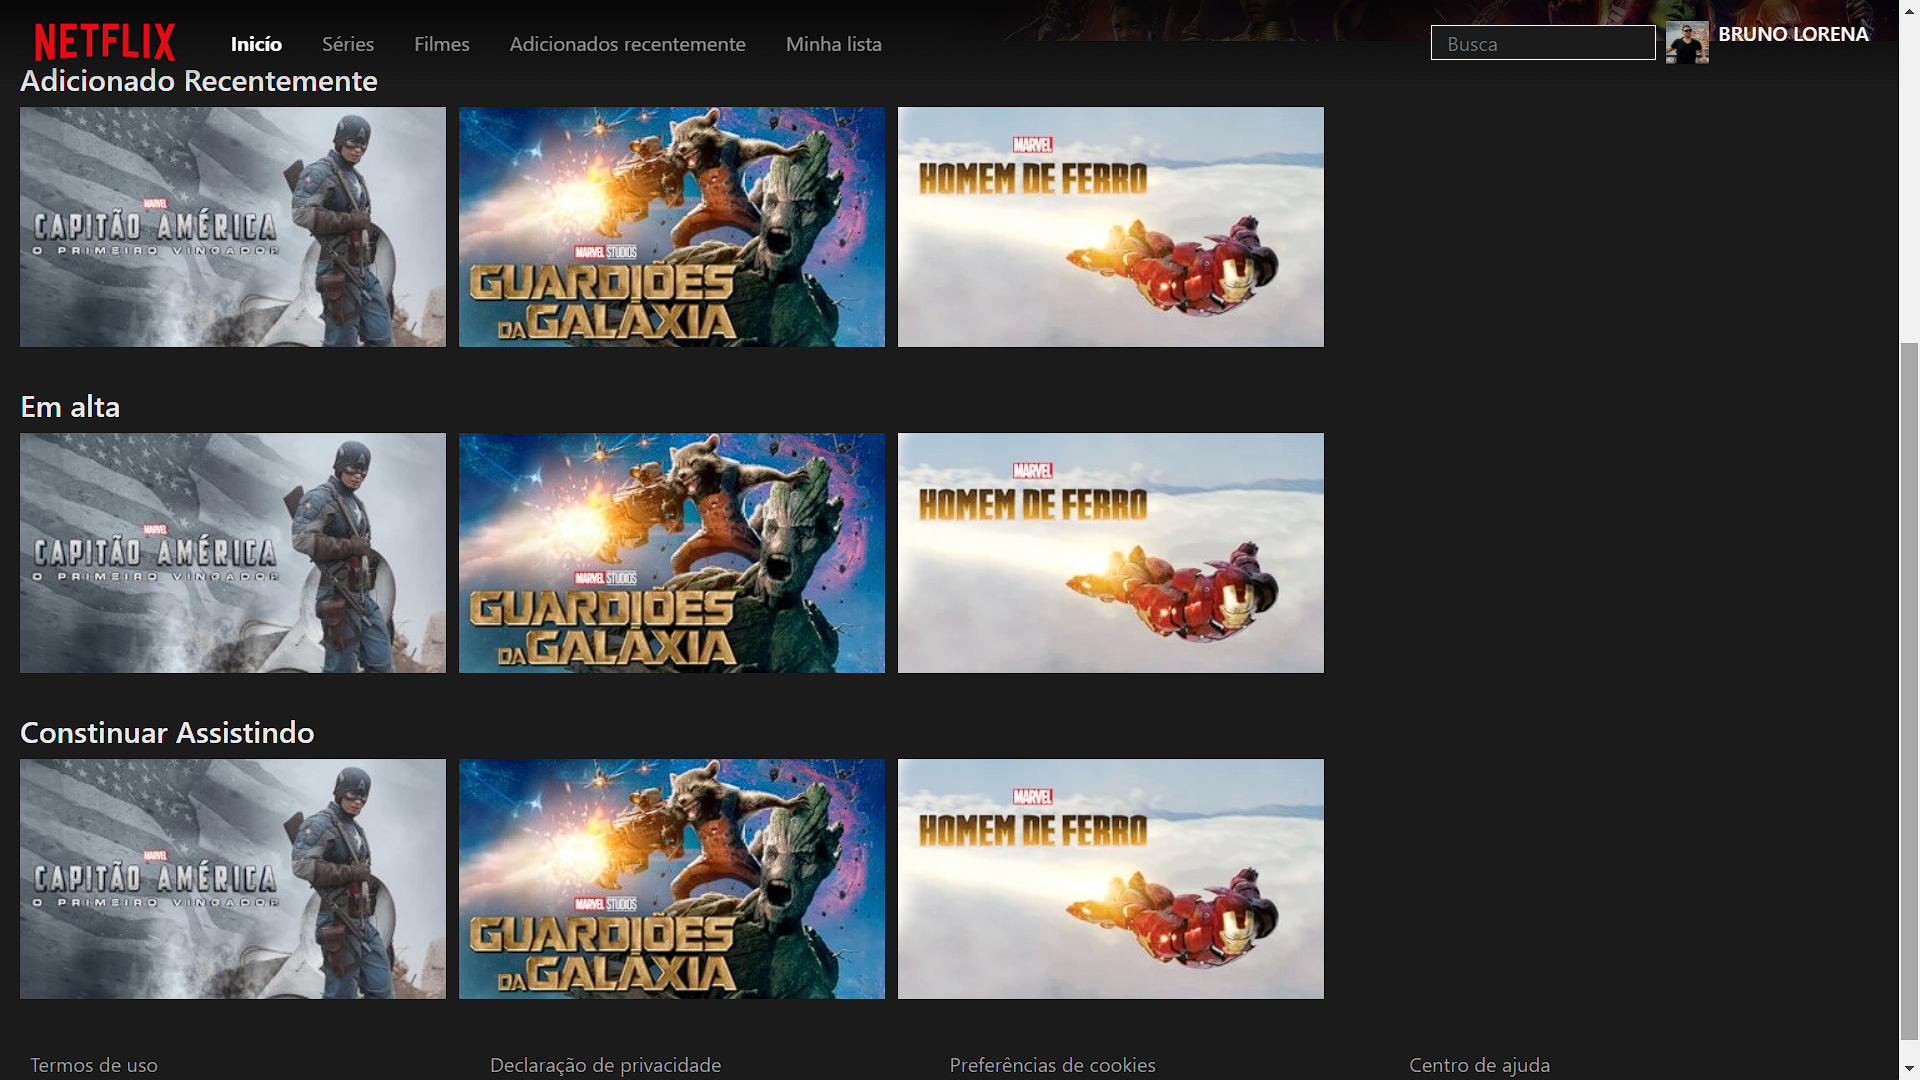 NETFLIX
Inicío
Séries
Filmes
Adicionados recentemente
Minha lista
Busca
BRUNO LORENA
Adicionado Recentemente
MARVEL
CAPITÃO AMÉRICA
O PRIMEIRO VINGADOR
MARVEL STUDIOS
GUARDIÕES
DA GALÁXIA
MARVEL
HOMEM DE FERRO
Em alta
MARVEL
CAPITÃO AMÉRICA
O PRIMEIRO VINGADOR
MARVEL STUDIOS
GUARDIÕES
DA GALÁXIA
MARVEL
HOMEM DE FERRO
Constinuar Assistindo
MARVEL
CAPITÃO AMÉRICA
O PRIMEIRO VINGADOR
MARVEL STUDIOS
GUARDIÕES
DA GALÁXIA
MARVEL
HOMEM DE FERRO
Termos de uso
Declaração de privacidade
Preferências de cookies
Centro de ajuda